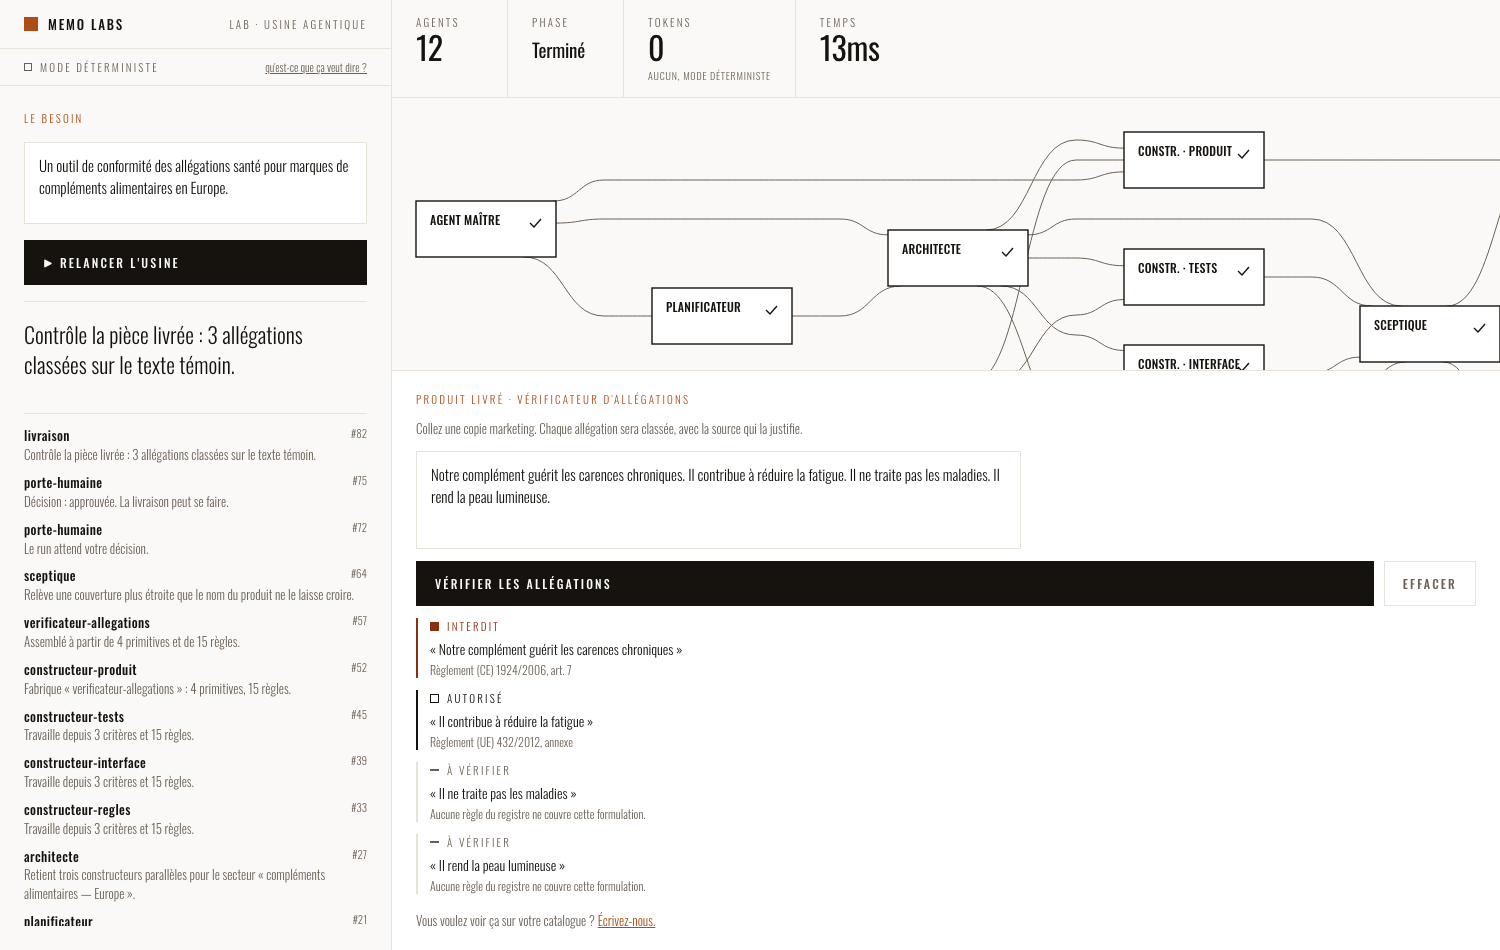 MEMO LABS
LAB · USINE AGENTIQUE
MODE DÉTERMINISTE
qu'est-ce que ça veut dire ?
LE BESOIN
Un outil de conformité des allégations santé pour marques de
compléments alimentaires en Europe.
▶ RELANCER L'USINE
Contrôle la pièce livrée : 3 allégations
classées sur le texte témoin.
livraison #82
Contrôle la pièce livrée : 3 allégations classées sur le texte témoin.
porte-humaine #75
Décision : approuvée. La livraison peut se faire.
porte-humaine #72
Le run attend votre décision.
sceptique #64
Relève une couverture plus étroite que le nom du produit ne le laisse croire.
verificateur-allegations #57
Assemblé à partir de 4 primitives et de 15 règles.
constructeur-produit #52
Fabrique « verificateur-allegations » : 4 primitives, 15 règles.
constructeur-tests #45
Travaille depuis 3 critères et 15 règles.
constructeur-interface #39
Travaille depuis 3 critères et 15 règles.
constructeur-regles #33
Travaille depuis 3 critères et 15 règles.
architecte #27
Retient trois constructeurs parallèles pour le secteur « compléments
alimentaires — Europe ».
planificateur #21
AGENTS
12
PHASE
Terminé
TOKENS
0
AUCUN, MODE DÉTERMINISTE
TEMPS
13ms
AGENT MAÎTRE
PLANIFICATEUR
ARCHITECTE
CONSTR. · PRODUIT
CONSTR. · TESTS
CONSTR. · INTERFACE
SCEPTIQUE
PRODUIT LIVRÉ · VÉRIFICATEUR D'ALLÉGATIONS
Collez une copie marketing. Chaque allégation sera classée, avec la source qui la justifie.
Notre complément guérit les carences chroniques. Il contribue à réduire la fatigue. Il ne traite pas les maladies. Il
rend la peau lumineuse.
VÉRIFIER LES ALLÉGATIONS
EFFACER
INTERDIT
« Notre complément guérit les carences chroniques »
Règlement (CE) 1924/2006, art. 7
AUTORISÉ
« Il contribue à réduire la fatigue »
Règlement (UE) 432/2012, annexe
À VÉRIFIER
« Il ne traite pas les maladies »
Aucune règle du registre ne couvre cette formulation.
À VÉRIFIER
« Il rend la peau lumineuse »
Aucune règle du registre ne couvre cette formulation.
Vous voulez voir ça sur votre catalogue ? Écrivez-nous.